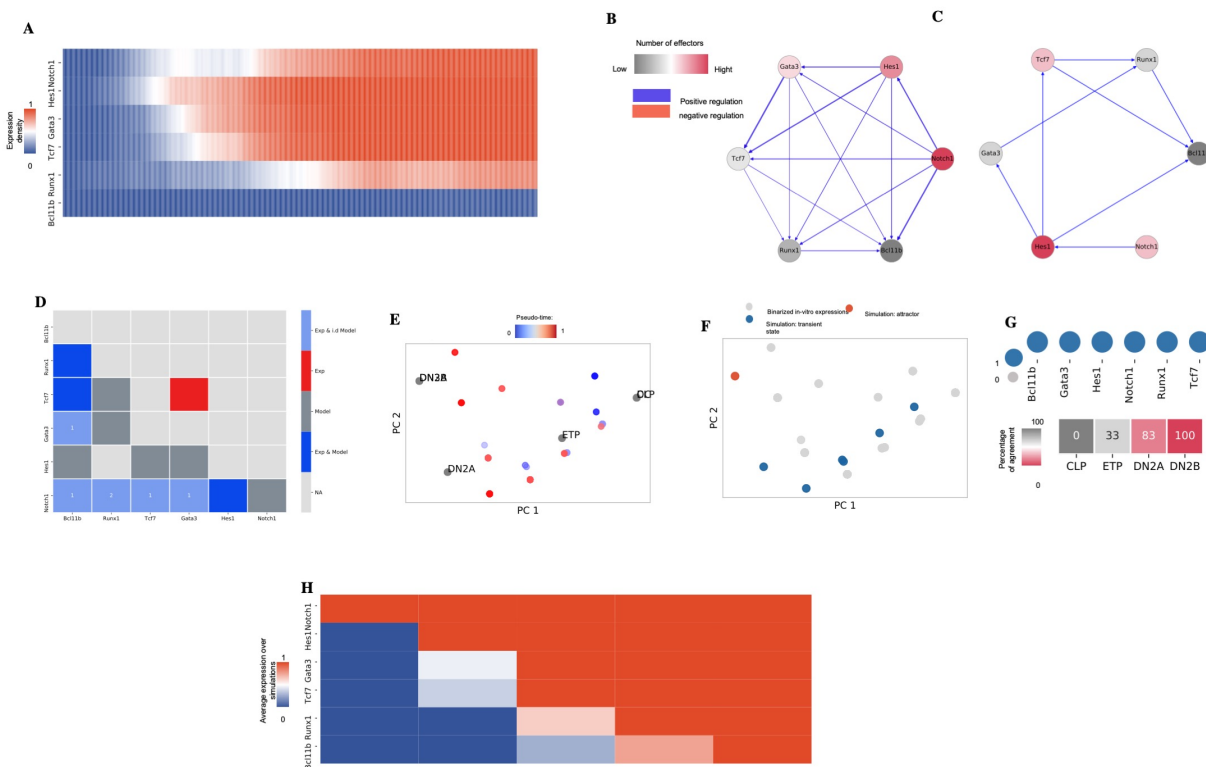 A
Expression
density
1
0
Notch1
Hes1
Gata3
Tcf7
Runx1
Bcl11b
B
Number of effectors
Low
Hight
Positive regulation
negative regulation
Gata3
Hes1
Tcf7
Notch1
Runx1
Bcl11b
C
Tcf7
Runx1
Gata3
Bcl11
Hes1
Notch1
D
Bcl11b
Runx1
Tcf7
Gata3
Hes1
Notch1
1
1
2
1
1
Bcl11b
Runx1
Tcf7
Gata3
Hes1
Notch1
Exp & i.d Model
Exp
Model
Exp & Model
NA
E
Pseudo-time:
0
1
ETP
DN2A
PC 2
PC 1
F
Binarized in-vitro expressions
Simulation: attractor
Simulation: transient
state
PC 2
PC 1
G
1
0
Bcl11b
Gata3
Hes1
Notch1
Runx1
Tcf7
Percentage
of agreement
100
0
0
33
83
100
CLP
ETP
DN2A
DN2B
H
Average expression over
simulations
1
0
Notch1
Hes1
Gata3
Tcf7
Runx1
Bcl11b